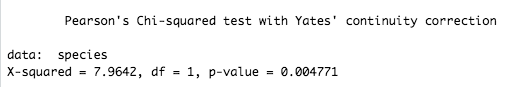 Pearson's Chi-squared test with Yates' continuity correction
data:  species
X-squared = 7.9642, df = 1, p-value = 0.004771